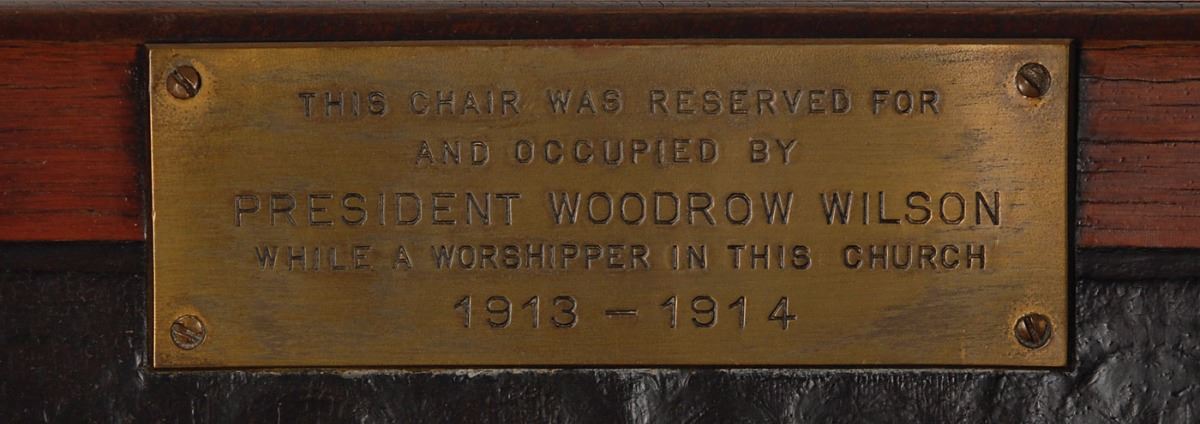 THIS CHAIR WAS RESERVED FOR
AND OCCUPIED BY
PRESIDENT WOODROW WILSON
WHILE A WORSHIPPER IN THIS CHURCH
1913 – 1914